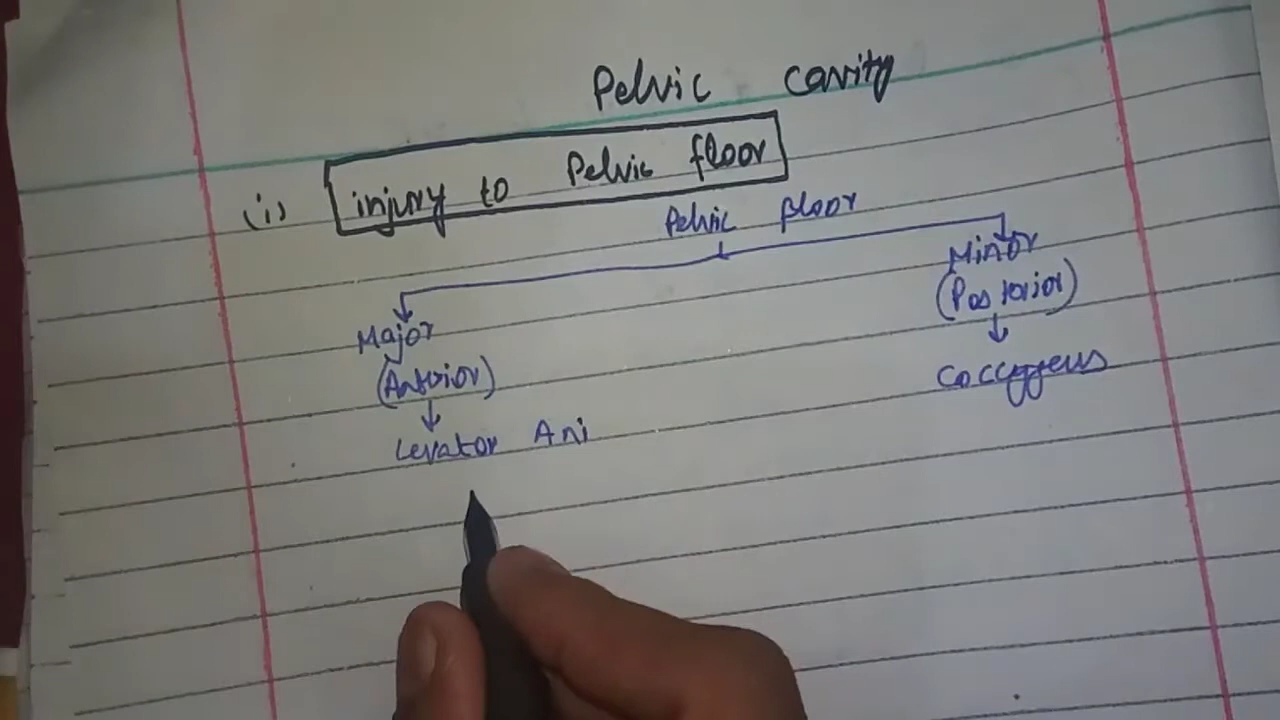 Pelvic cavity
(i) injury to Pelvic floor
Pelvic floor
Major
Minor
(Anterior)
(Posterior)
Levator Ani
Coccygeus